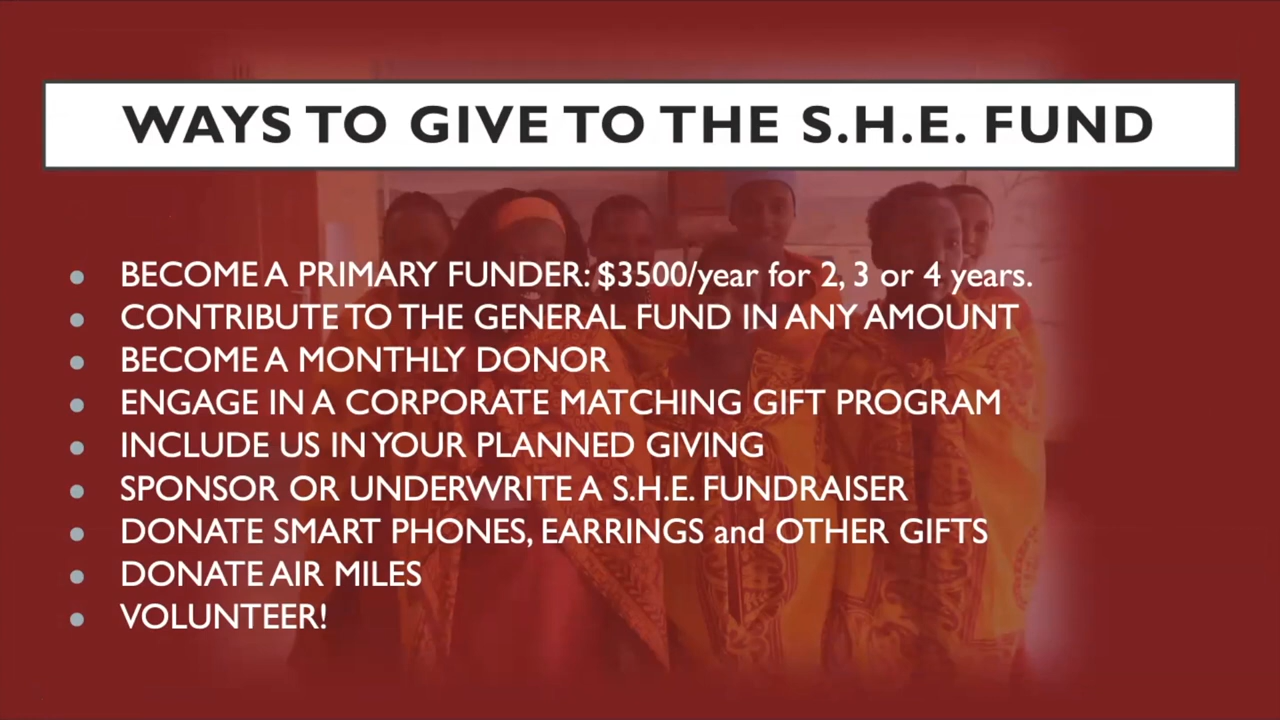 WAYS TO GIVE TO THE S.H.E. FUND
• BECOME A PRIMARY FUNDER: $3500/year for 2, 3 or 4 years.
• CONTRIBUTE TO THE GENERAL FUND IN ANY AMOUNT
• BECOME A MONTHLY DONOR
• ENGAGE IN A CORPORATE MATCHING GIFT PROGRAM
• INCLUDE US IN YOUR PLANNED GIVING
• SPONSOR OR UNDERWRITE A S.H.E. FUNDRAISER
• DONATE SMART PHONES, EARRINGS and OTHER GIFTS
• DONATE AIR MILES
• VOLUNTEER!